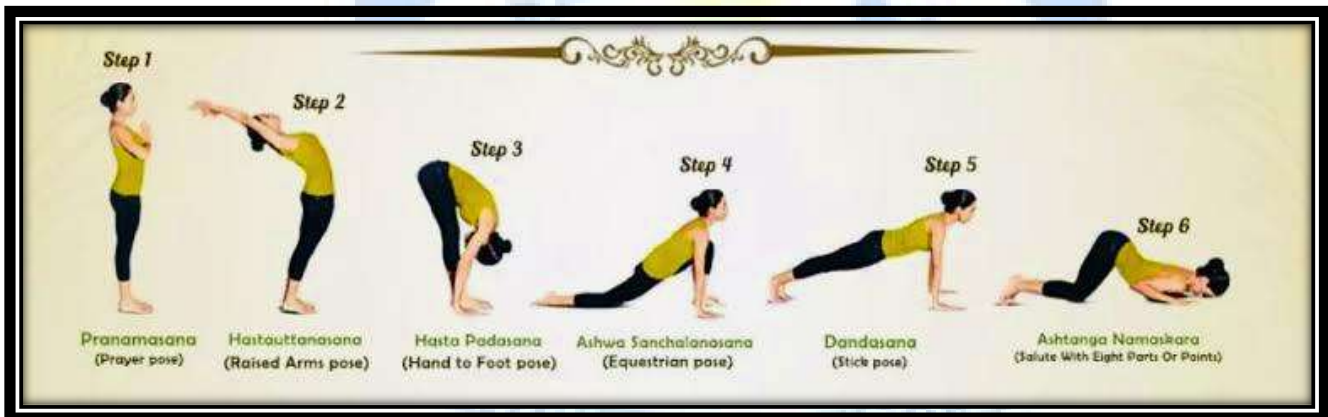 Step 1
Step 2
Step 3
Step 4
Step 5
Step 6
Pranamasana
(Prayer pose)
Hastauttanasana
(Raised Arms pose)
Hasta Padasana
(Hand to Foot pose)
Ashwa Sanchalanasana
(Equestrian pose)
Dandasana
(Stick pose)
Ashtanga Namaskara
(Salute With Eight Parts Or Points)